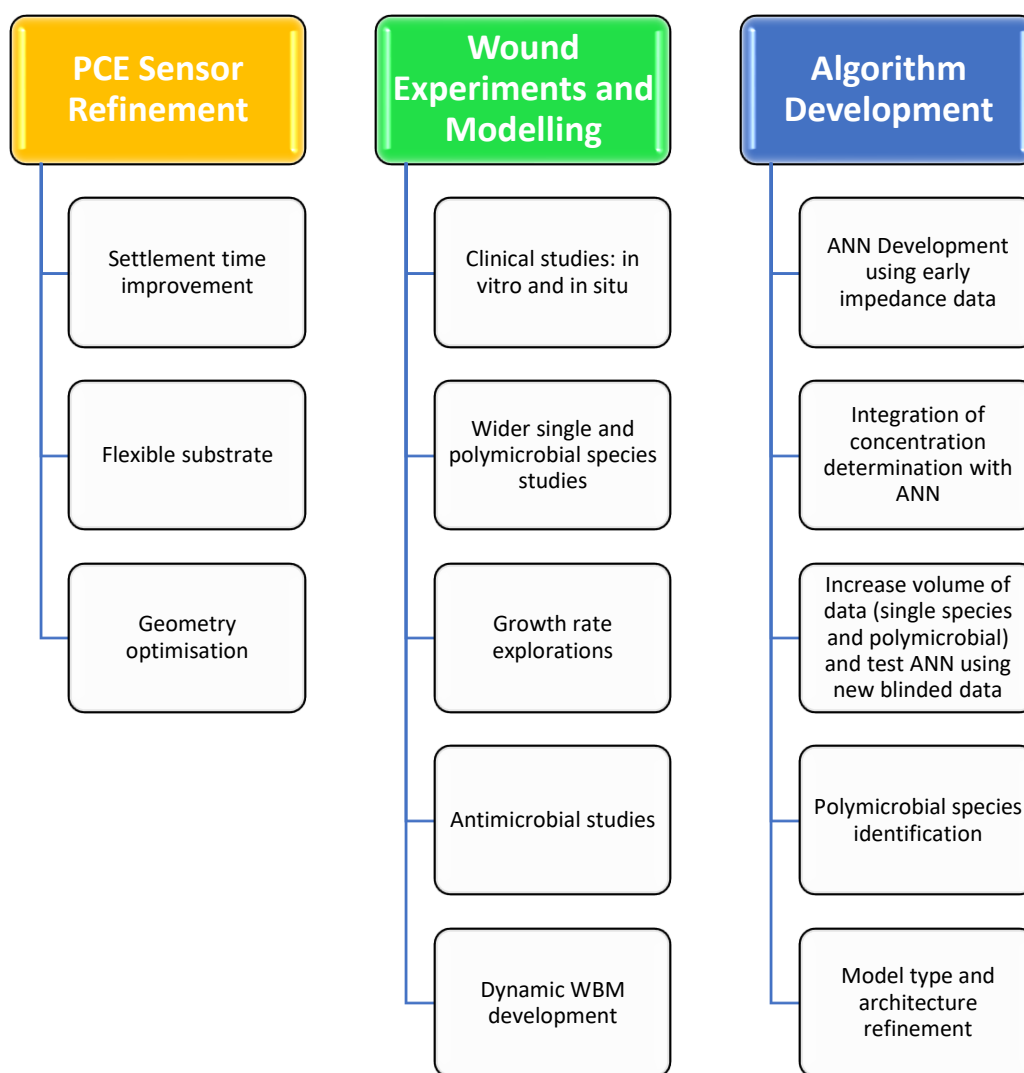 PCE Sensor
Refinement
Settlement time
improvement
Flexible substrate
Geometry
optimisation
Wound
Experiments and
Modelling
Clinical studies: in
vitro and in situ
Wider single and
polymicrobial species
studies
Growth rate
explorations
Antimicrobial studies
Dynamic WBM
development
Algorithm
Development
ANN Development
using early
impedance data
Integration of
concentration
determination with
ANN
Increase volume of
data (single species
and polymicrobial)
and test ANN using
new blinded data
Polymicrobial species
identification
Model type and
architecture
refinement